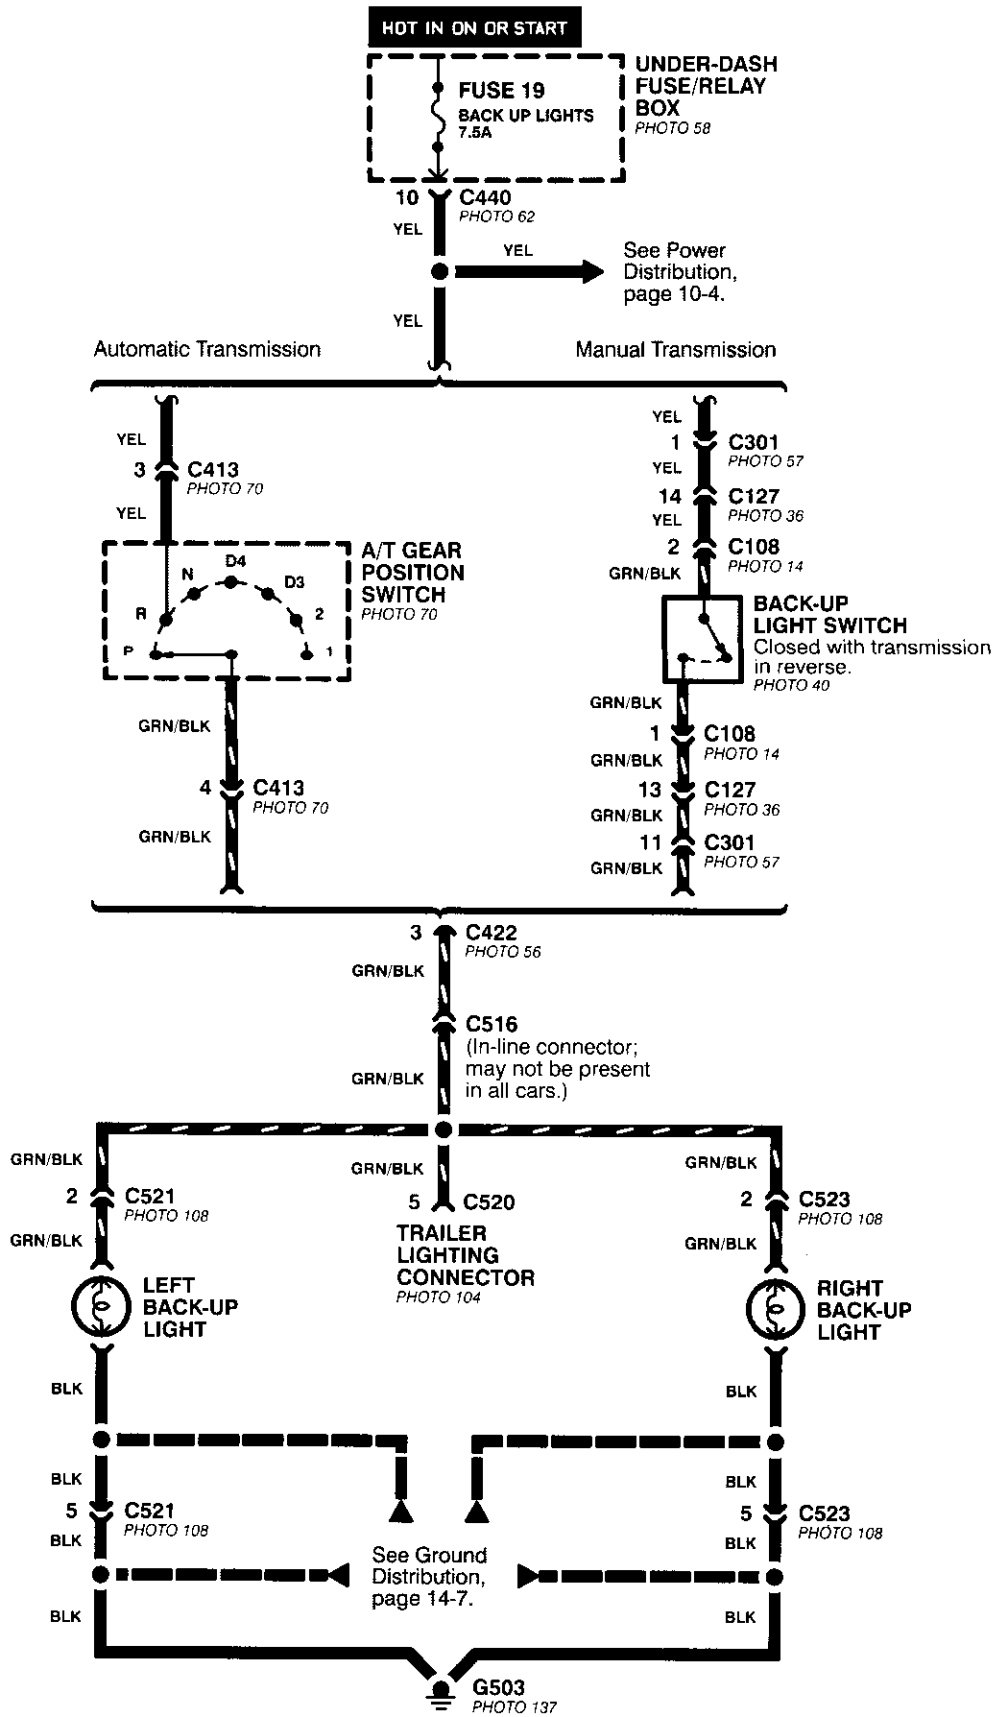 HOT IN ON OR START
UNDER-DASH
FUSE/RELAY
BOX
PHOTO 58
FUSE 19
BACK UP LIGHTS
7.5A
10
C440
PHOTO 62
YEL
YEL
See Power
Distribution,
page 10-4.
YEL
Automatic Transmission
Manual Transmission
YEL
3
C413
PHOTO 70
YEL
A/T GEAR
POSITION
SWITCH
PHOTO 70
P
R
N
D4
D3
2
1
GRN/BLK
4
C413
PHOTO 70
GRN/BLK
YEL
1
C301
PHOTO 57
YEL
14
C127
PHOTO 36
YEL
2
C108
PHOTO 14
GRN/BLK
BACK-UP
LIGHT SWITCH
Closed with transmission
in reverse.
PHOTO 40
GRN/BLK
1
C108
PHOTO 14
GRN/BLK
13
C127
PHOTO 36
GRN/BLK
11
C301
PHOTO 57
GRN/BLK
3
C422
PHOTO 56
GRN/BLK
C516
(In-line connector;
may not be present
in all cars.)
GRN/BLK
GRN/BLK
2
C521
PHOTO 108
GRN/BLK
LEFT
BACK-UP
LIGHT
GRN/BLK
5
C520
TRAILER
LIGHTING
CONNECTOR
PHOTO 104
GRN/BLK
2
C523
PHOTO 108
GRN/BLK
RIGHT
BACK-UP
LIGHT
BLK
BLK
BLK
BLK
5
C521
PHOTO 108
5
C523
PHOTO 108
BLK
BLK
See Ground
Distribution,
page 14-7.
BLK
BLK
G503
PHOTO 137